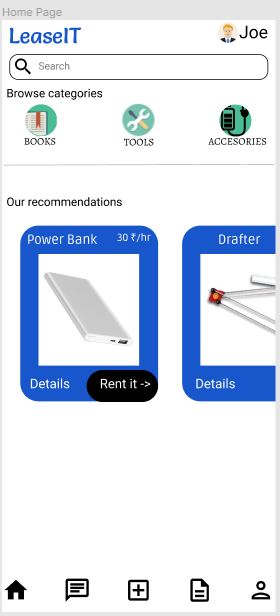 Home Page
LeaseIT
Joe
Search
Browse categories
BOOKS
TOOLS
ACCESORIES
Our recommendations
Power Bank
30 ₹/hr
Drafter
Details
Rent it ->
Details